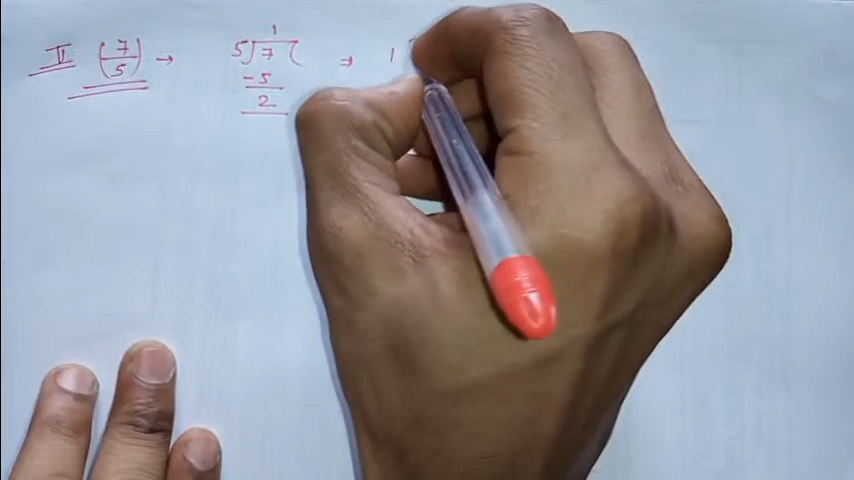 1
II (7/5) → 5)7( ⇒ 1
-5
2